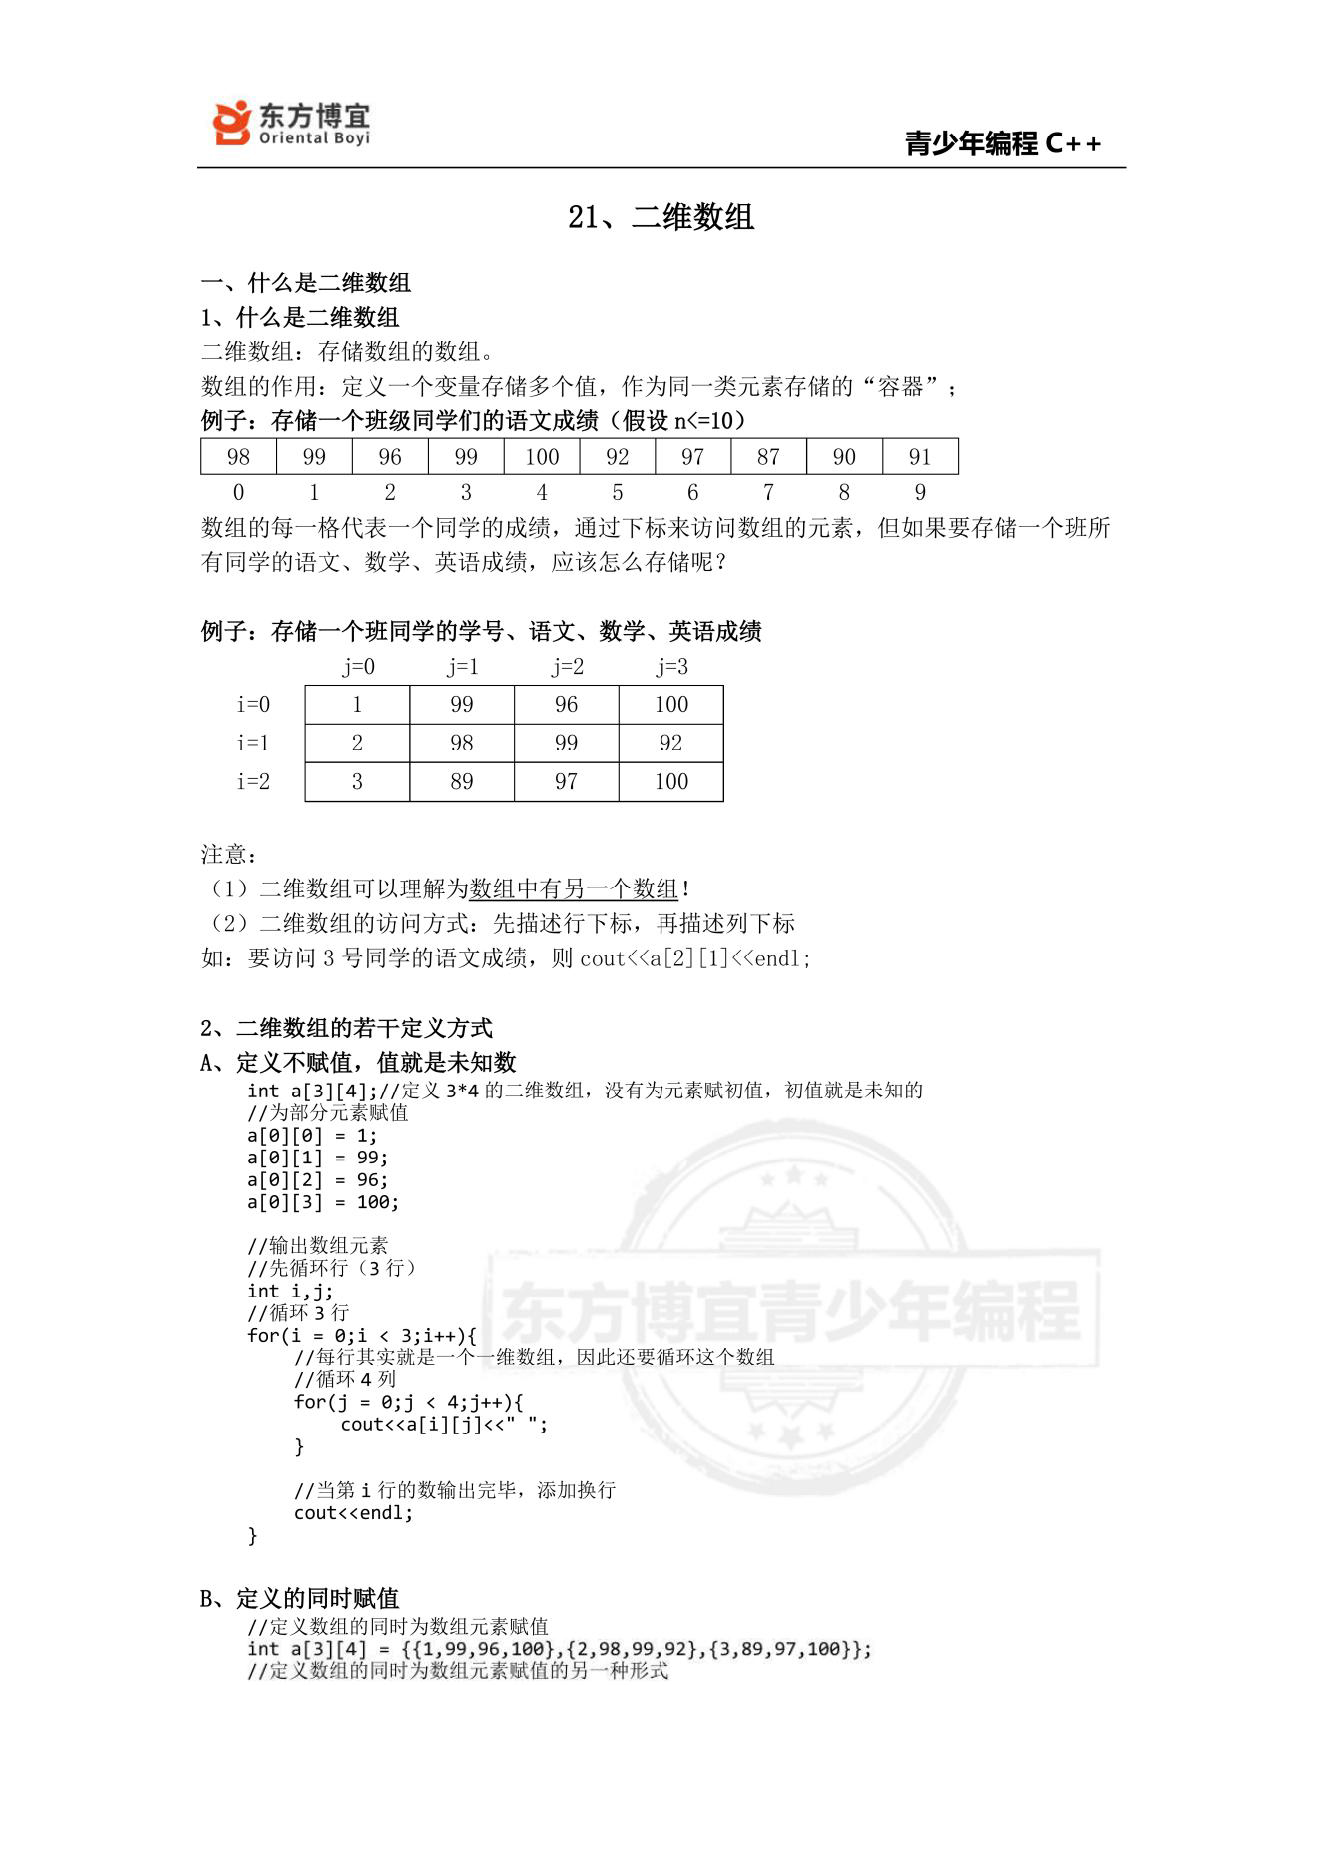 东方博宜
Oriental Boyi
青少年编程 C++
21、二维数组
一、什么是二维数组
1、什么是二维数组
二维数组：存储数组的数组。
数组的作用：定义一个变量存储多个值，作为同一类元素存储的“容器”；
例子：存储一个班级同学们的语文成绩（假设 n<=10）
98 99 96 99 100 92 97 87 90 91
0 1 2 3 4 5 6 7 8 9
数组的每一格代表一个同学的成绩，通过下标来访问数组的元素，但如果要存储一个班所
有同学的语文、数学、英语成绩，应该怎么存储呢？
例子：存储一个班同学的学号、语文、数学、英语成绩
j=0 j=1 j=2 j=3
i=0 1 99 96 100
i=1 2 98 99 92
i=2 3 89 97 100
注意：
（1）二维数组可以理解为数组中有另一个数组！
（2）二维数组的访问方式：先描述行下标，再描述列下标
如：要访问 3 号同学的语文成绩，则 cout<<a[2][1]<<endl;
2、二维数组的若干定义方式
A、定义不赋值，值就是未知数
int a[3][4];//定义 3*4 的二维数组，没有为元素赋初值，初值就是未知的
//为部分元素赋值
a[0][0] = 1;
a[0][1] = 99;
a[0][2] = 96;
a[0][3] = 100;
//输出数组元素
//先循环行（3 行）
int i,j;
//循环 3 行
for(i = 0;i < 3;i++){
//每行其实就是一个一维数组，因此还要循环这个数组
//循环 4 列
for(j = 0;j < 4;j++){
cout<<a[i][j]<<" ";
}
//当第 i 行的数输出完毕，添加换行
cout<<endl;
}
东方博宜青少年编程
B、定义的同时赋值
//定义数组的同时为数组元素赋值
int a[3][4] = {{1,99,96,100},{2,98,99,92},{3,89,97,100}};
//定义数组的同时为数组元素赋值的另一种形式